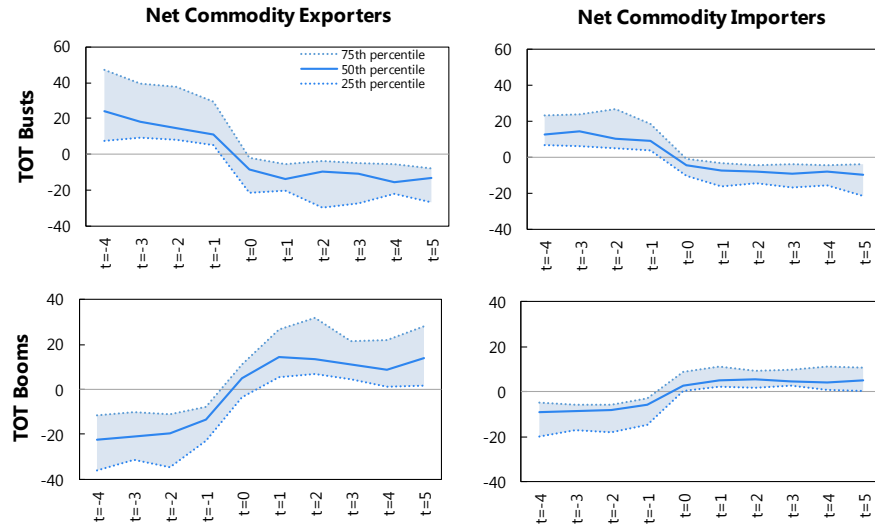 Net Commodity Exporters
Net Commodity Importers
TOT Busts
60
40
20
0
-20
-40
75th percentile
50th percentile
25th percentile
t=-4
t=-3
t=-2
t=-1
t=0
t=1
t=2
t=3
t=4
t=5
60
40
20
0
-20
-40
t=-4
t=-3
t=-2
t=-1
t=0
t=1
t=2
t=3
t=4
t=5
TOT Booms
40
20
0
-20
-40
t=-4
t=-3
t=-2
t=-1
t=0
t=1
t=2
t=3
t=4
t=5
40
20
0
-20
-40
t=-4
t=-3
t=-2
t=-1
t=0
t=1
t=2
t=3
t=4
t=5